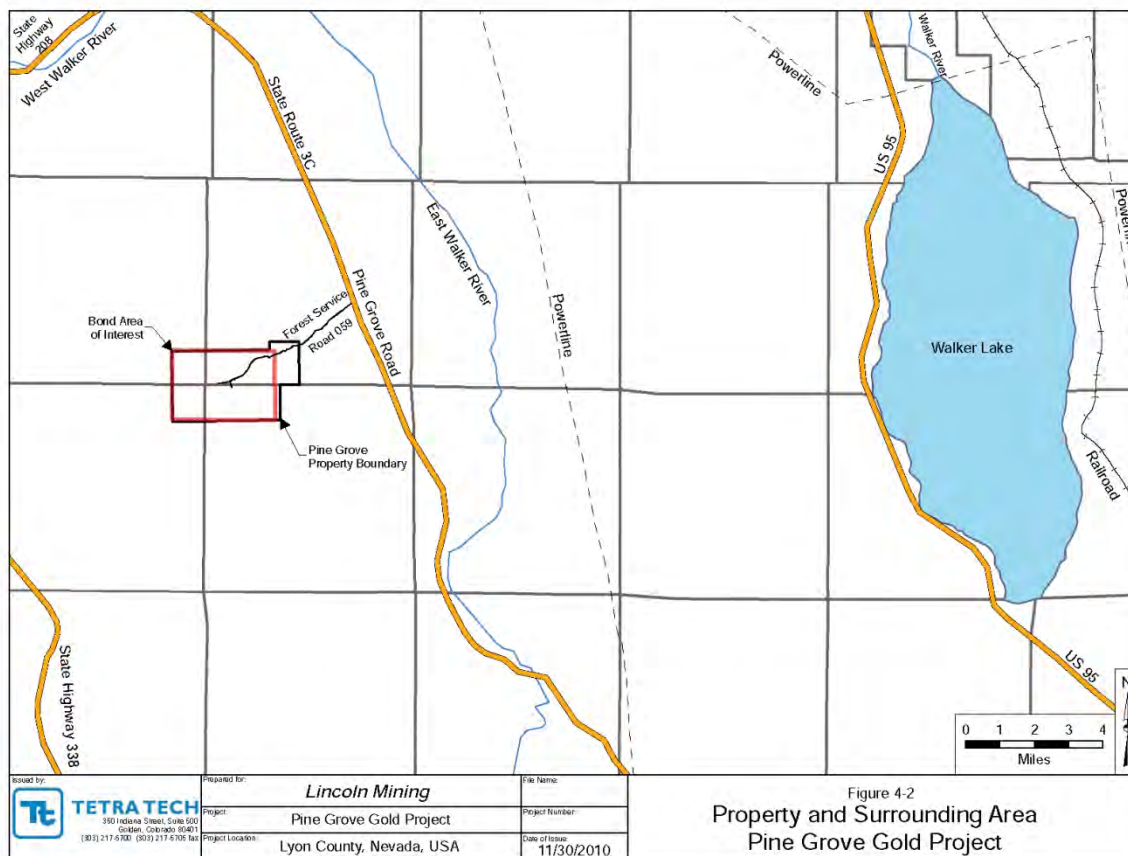 State
Highway
208
West Walker River
State Route 3C
Powerline
Powerline
Walker
River
US 95
East Walker River
Powerline
Pine Grove Road
Forest Service
Road 059
Bond Area
of Interest
Pine Grove
Property Boundary
Walker Lake
Railroad
State Highway 338
US 95
N
0 1 2 3 4
Miles
Issued by:
Tt
TETRA TECH
350 Indiana Street, Suite 500
Golden, Colorado 80401
(303) 217-5700 (303) 217-5705 fax
Prepared for:
Lincoln Mining
Project:
Pine Grove Gold Project
Project Location:
Lyon County, Nevada, USA
File Name:
Project Number:
Date of Issue:
11/30/2010
Figure 4-2
Property and Surrounding Area
Pine Grove Gold Project